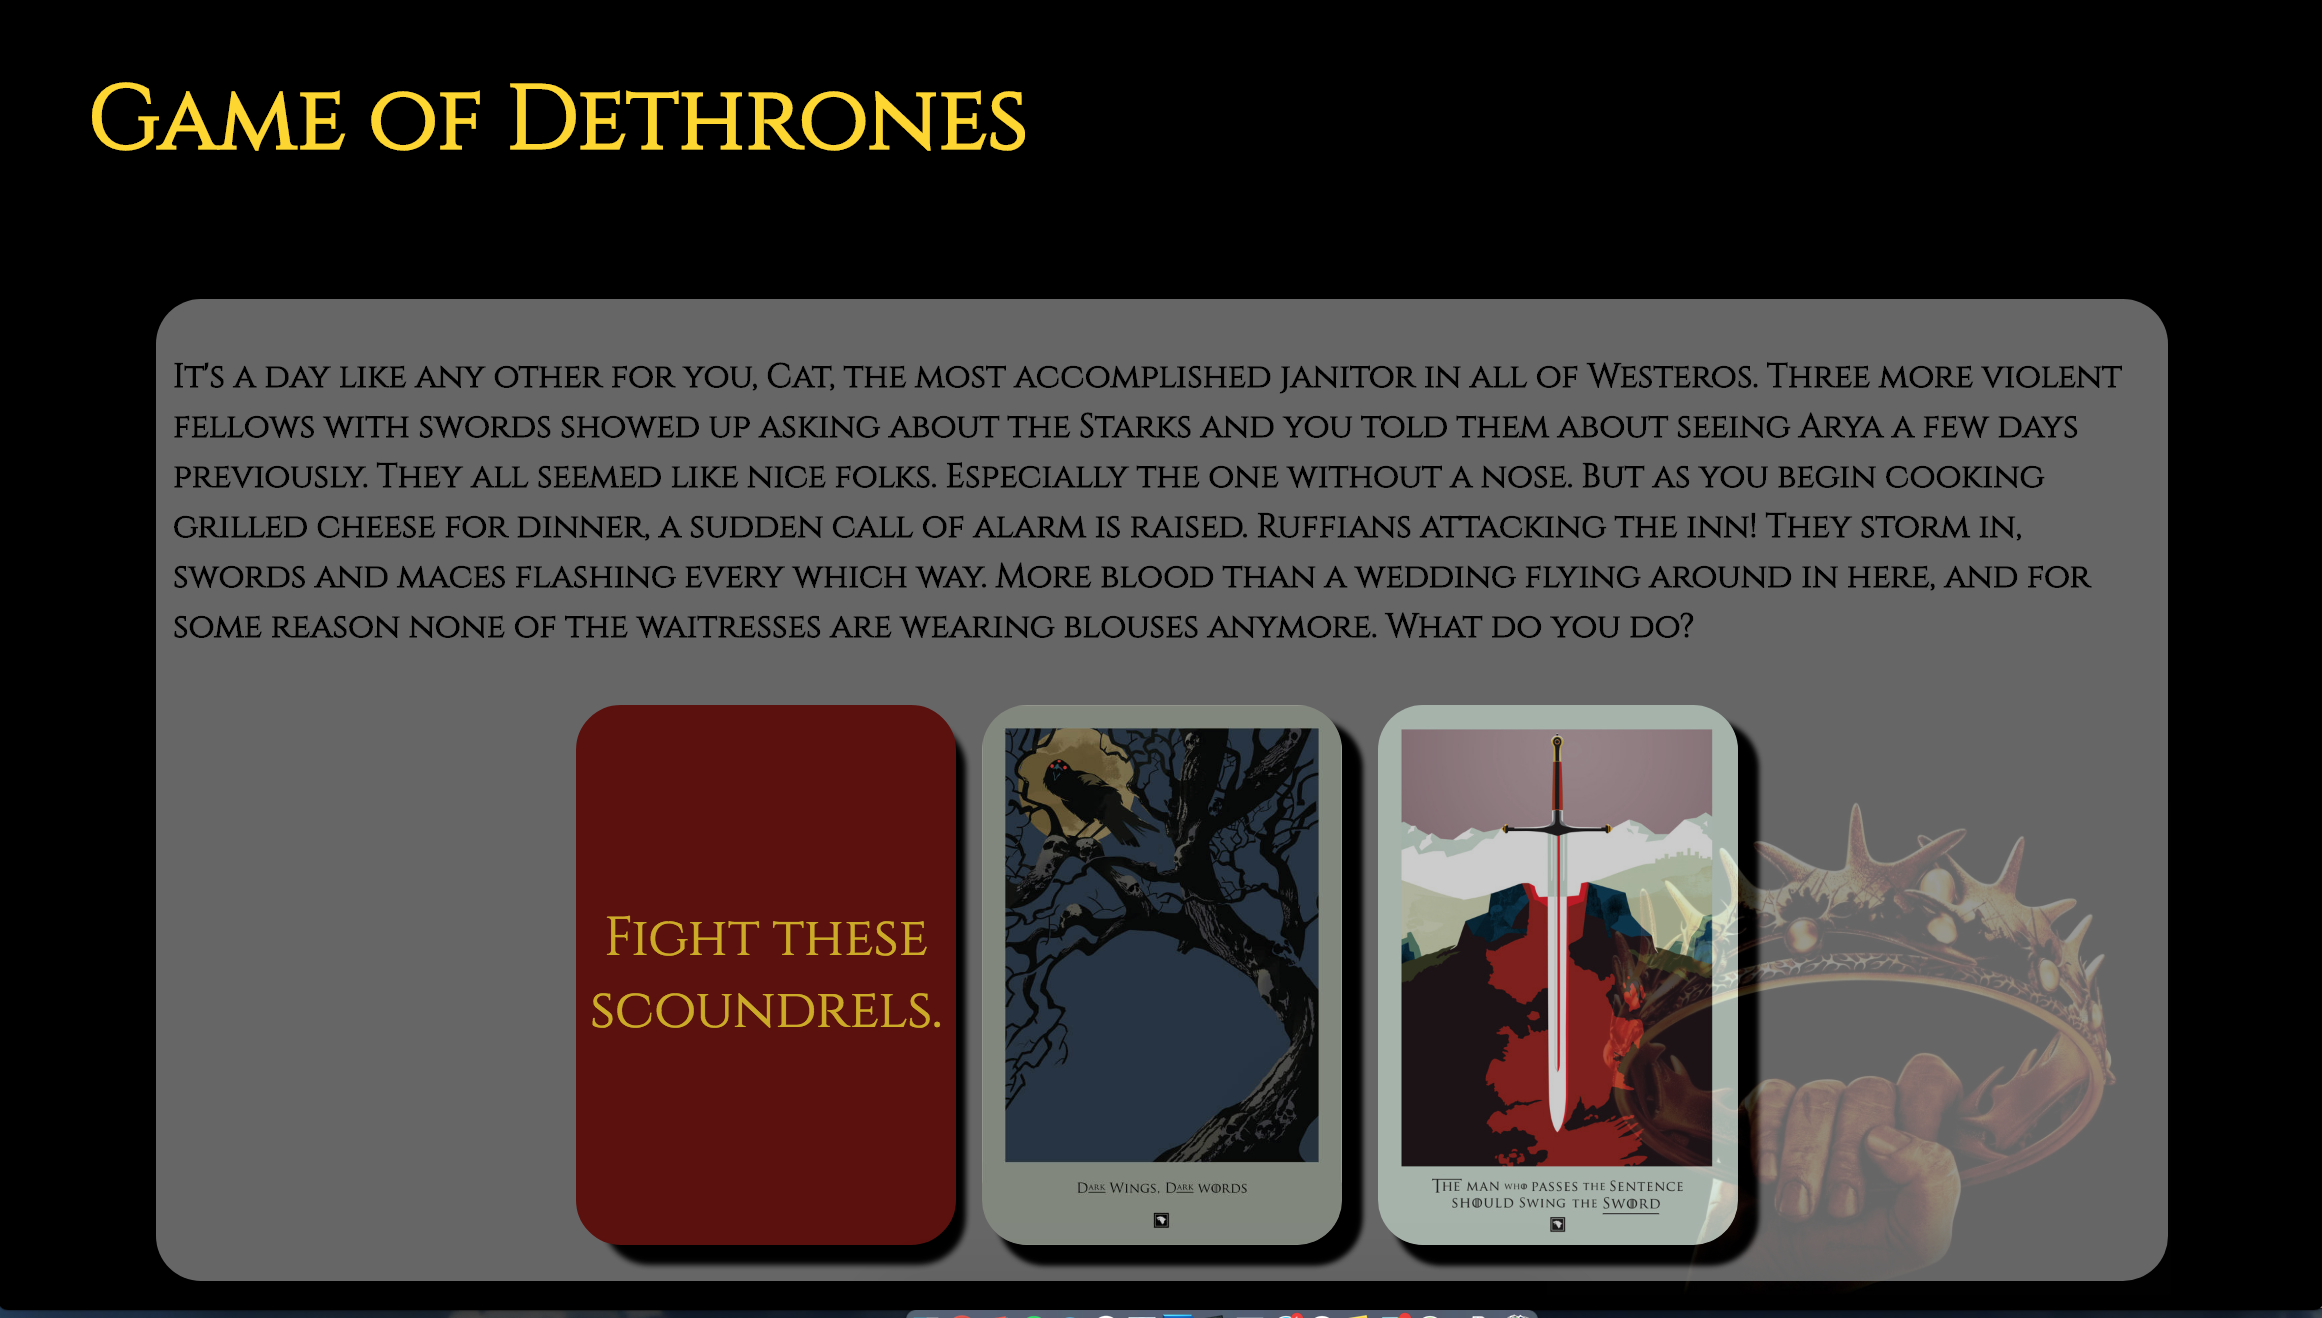 Game of Dethrones
It's a day like any other for you, Cat, the most accomplished janitor in all of Westeros. Three more violent
fellows with swords showed up asking about the Starks and you told them about seeing Arya a few days
previously. They all seemed like nice folks. Especially the one without a nose. But as you begin cooking
grilled cheese for dinner, a sudden call of alarm is raised. Ruffians attacking the inn! They storm in,
swords and maces flashing every which way. More blood than a wedding flying around in here, and for
some reason none of the waitresses are wearing blouses anymore. What do you do?
Fight these
scoundrels.
Dark Wings, Dark words
The man who passes the Sentence
should Swing the Sword